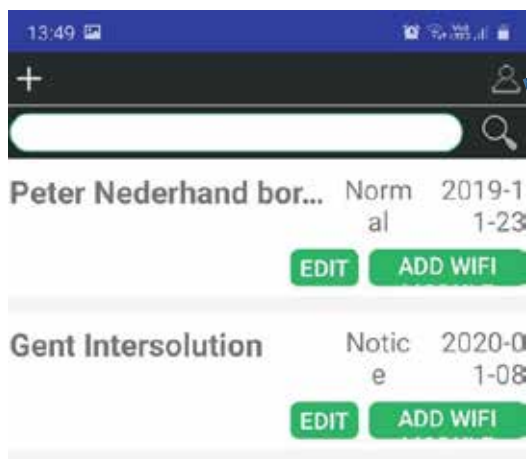 13:49
+
Peter Nederhand bor... Norm 2019-1
al 1-23
EDIT ADD WIFI
Gent Intersolution Notic 2020-0
e 1-08
EDIT ADD WIFI